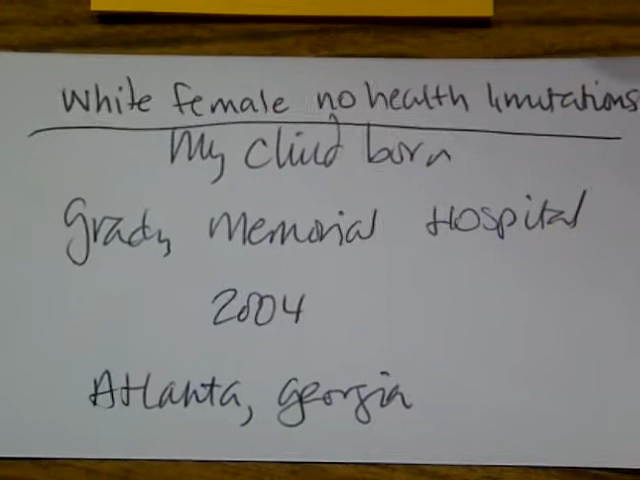 White female no health limitations
My child born
Grady Memorial Hospital
2004
Atlanta, Georgia